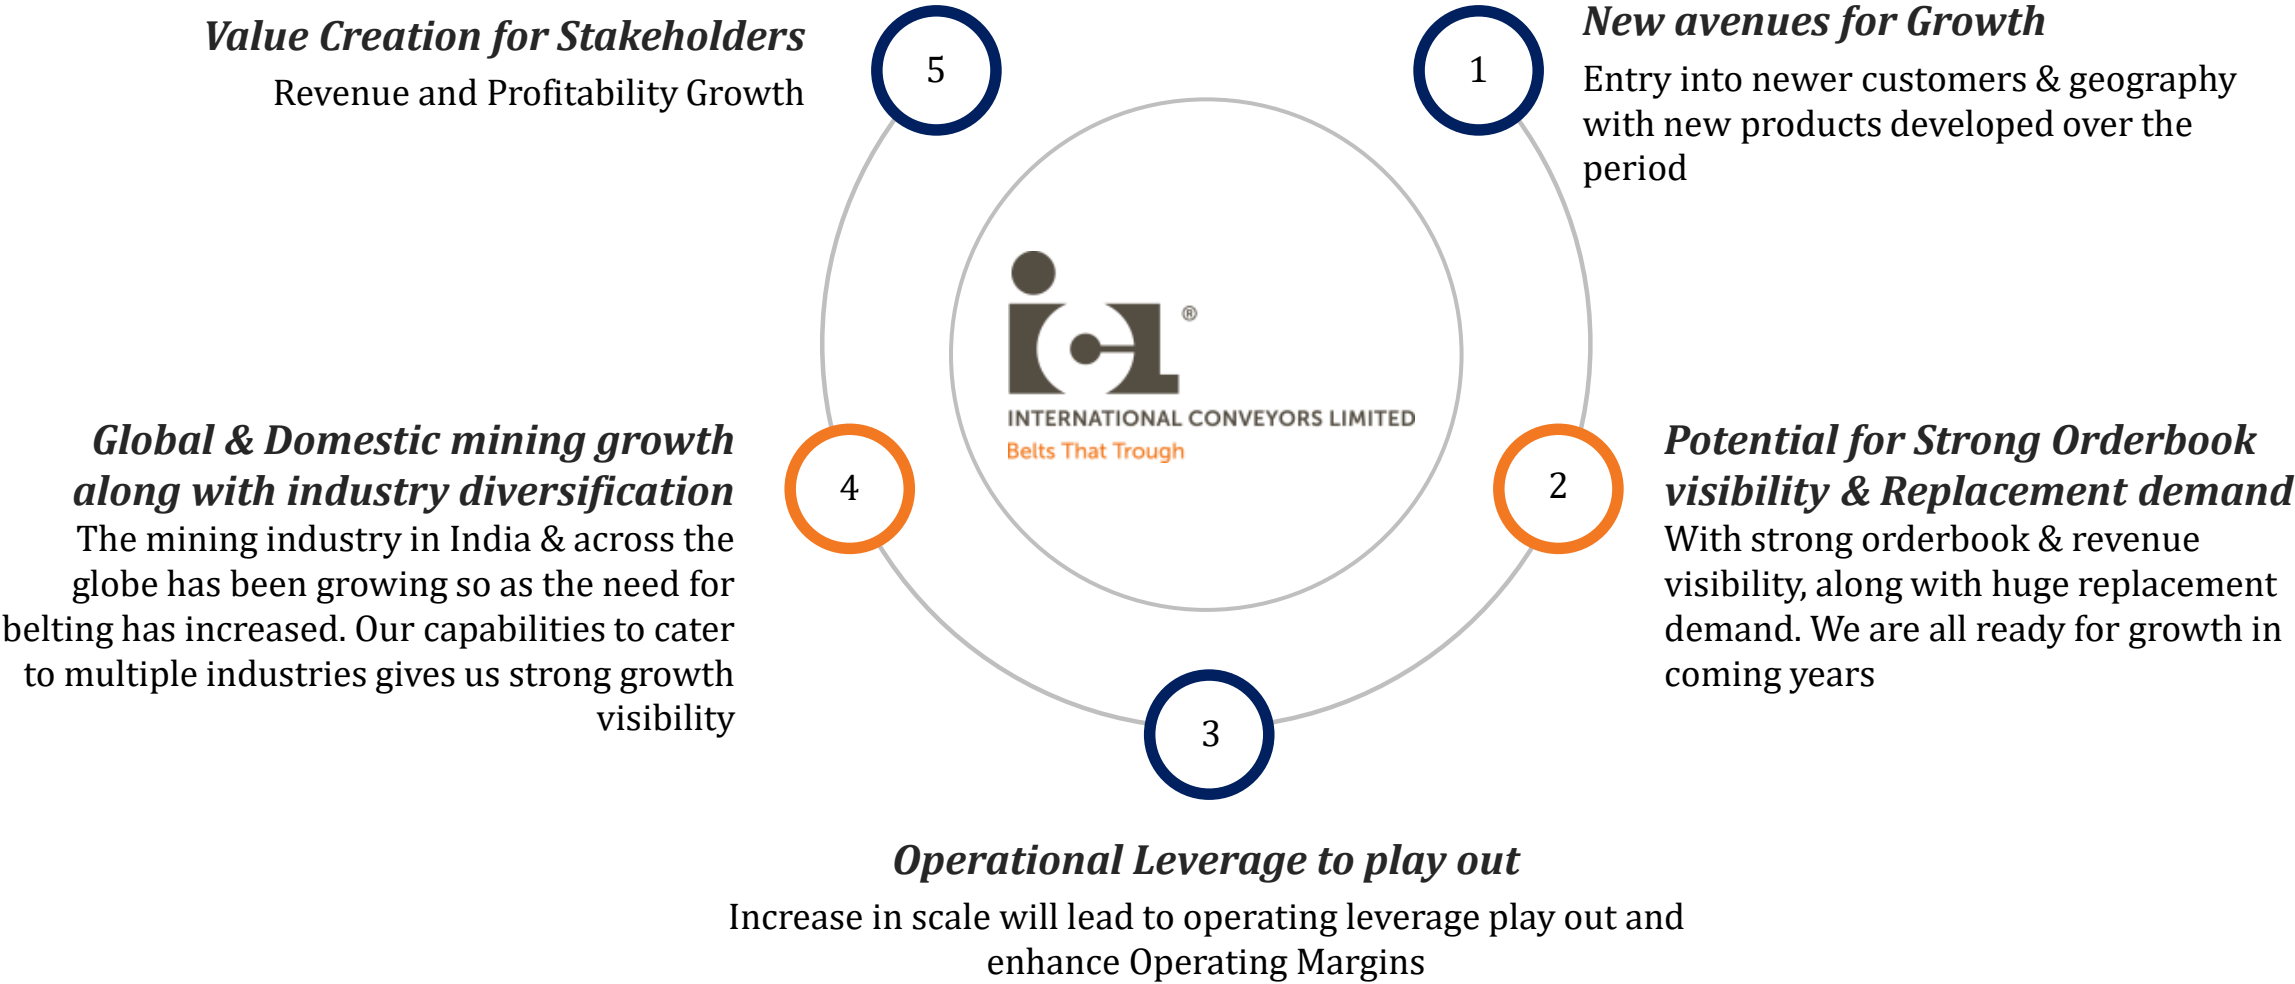 Value Creation for Stakeholders
Revenue and Profitability Growth
5
1
New avenues for Growth
Entry into newer customers & geography
with new products developed over the
period
icl ®
INTERNATIONAL CONVEYORS LIMITED
Belts That Trough
Global & Domestic mining growth
along with industry diversification
The mining industry in India & across the
globe has been growing so as the need for
belting has increased. Our capabilities to cater
to multiple industries gives us strong growth
visibility
4
2
Potential for Strong Orderbook
visibility & Replacement demand
With strong orderbook & revenue
visibility, along with huge replacement
demand. We are all ready for growth in
coming years
3
Operational Leverage to play out
Increase in scale will lead to operating leverage play out and
enhance Operating Margins